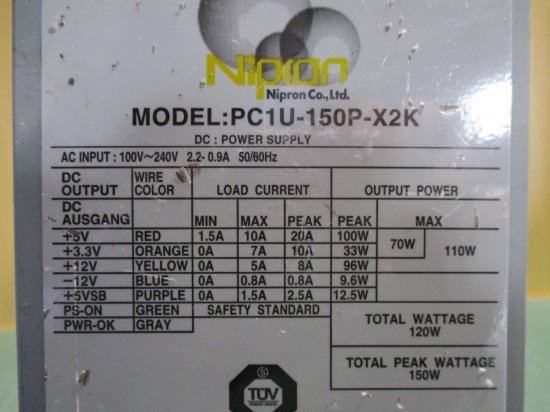 Nipron
Nipron Co.,Ltd.
MODEL:PC1U-150P-X2K
DC : POWER SUPPLY
AC INPUT : 100V~240V 2.2- 0.9A 50/60Hz
DC OUTPUT WIRE COLOR LOAD CURRENT OUTPUT POWER
DC AUSGANG MIN MAX PEAK PEAK MAX
+5V RED 1.5A 10A 20A 100W 70W 110W
+3.3V ORANGE 0A 7A 10A 33W
+12V YELLOW 0A 5A 8A 96W
−12V BLUE 0A 0.8A 0.8A 9.6W
+5VSB PURPLE 0A 1.5A 2.5A 12.5W
PS-ON GREEN SAFETY STANDARD
PWR-OK GRAY
TOTAL WATTAGE
120W
TOTAL PEAK WATTAGE
150W
TÜV
PRODUCT SERVICE